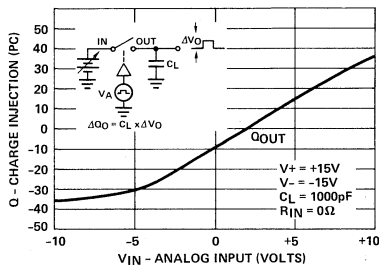 Q - CHARGE INJECTION (PC)
50
40
30
20
10
0
-10
-20
-30
-40
-50
IN
OUT
ΔVO
CL
VA
ΔQO = CL x ΔVO
QOUT
V+ = +15V
V- = -15V
CL = 1000pF
RIN = 0Ω
-10
-5
0
+5
+10
VIN - ANALOG INPUT (VOLTS)